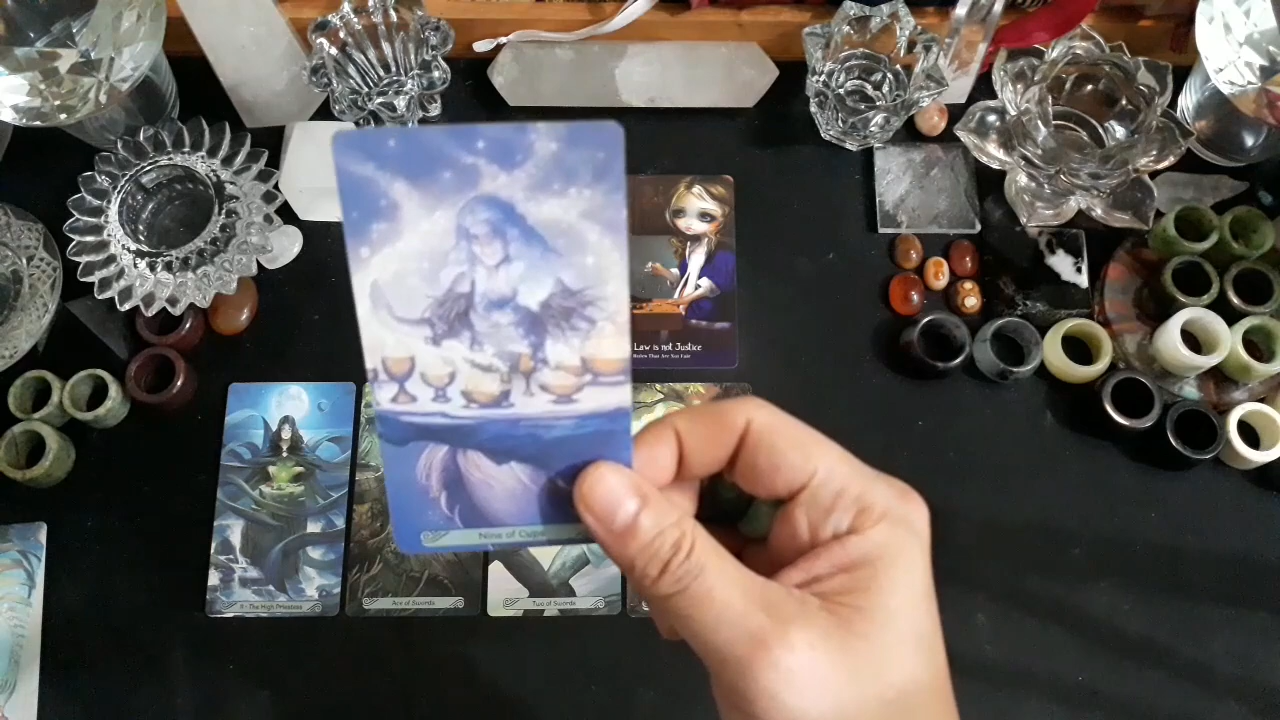 Law is not Justice
Rules That Are Not Fair
Nine of Cups
II - The High Priestess
Ace of Swords
Two of Swords